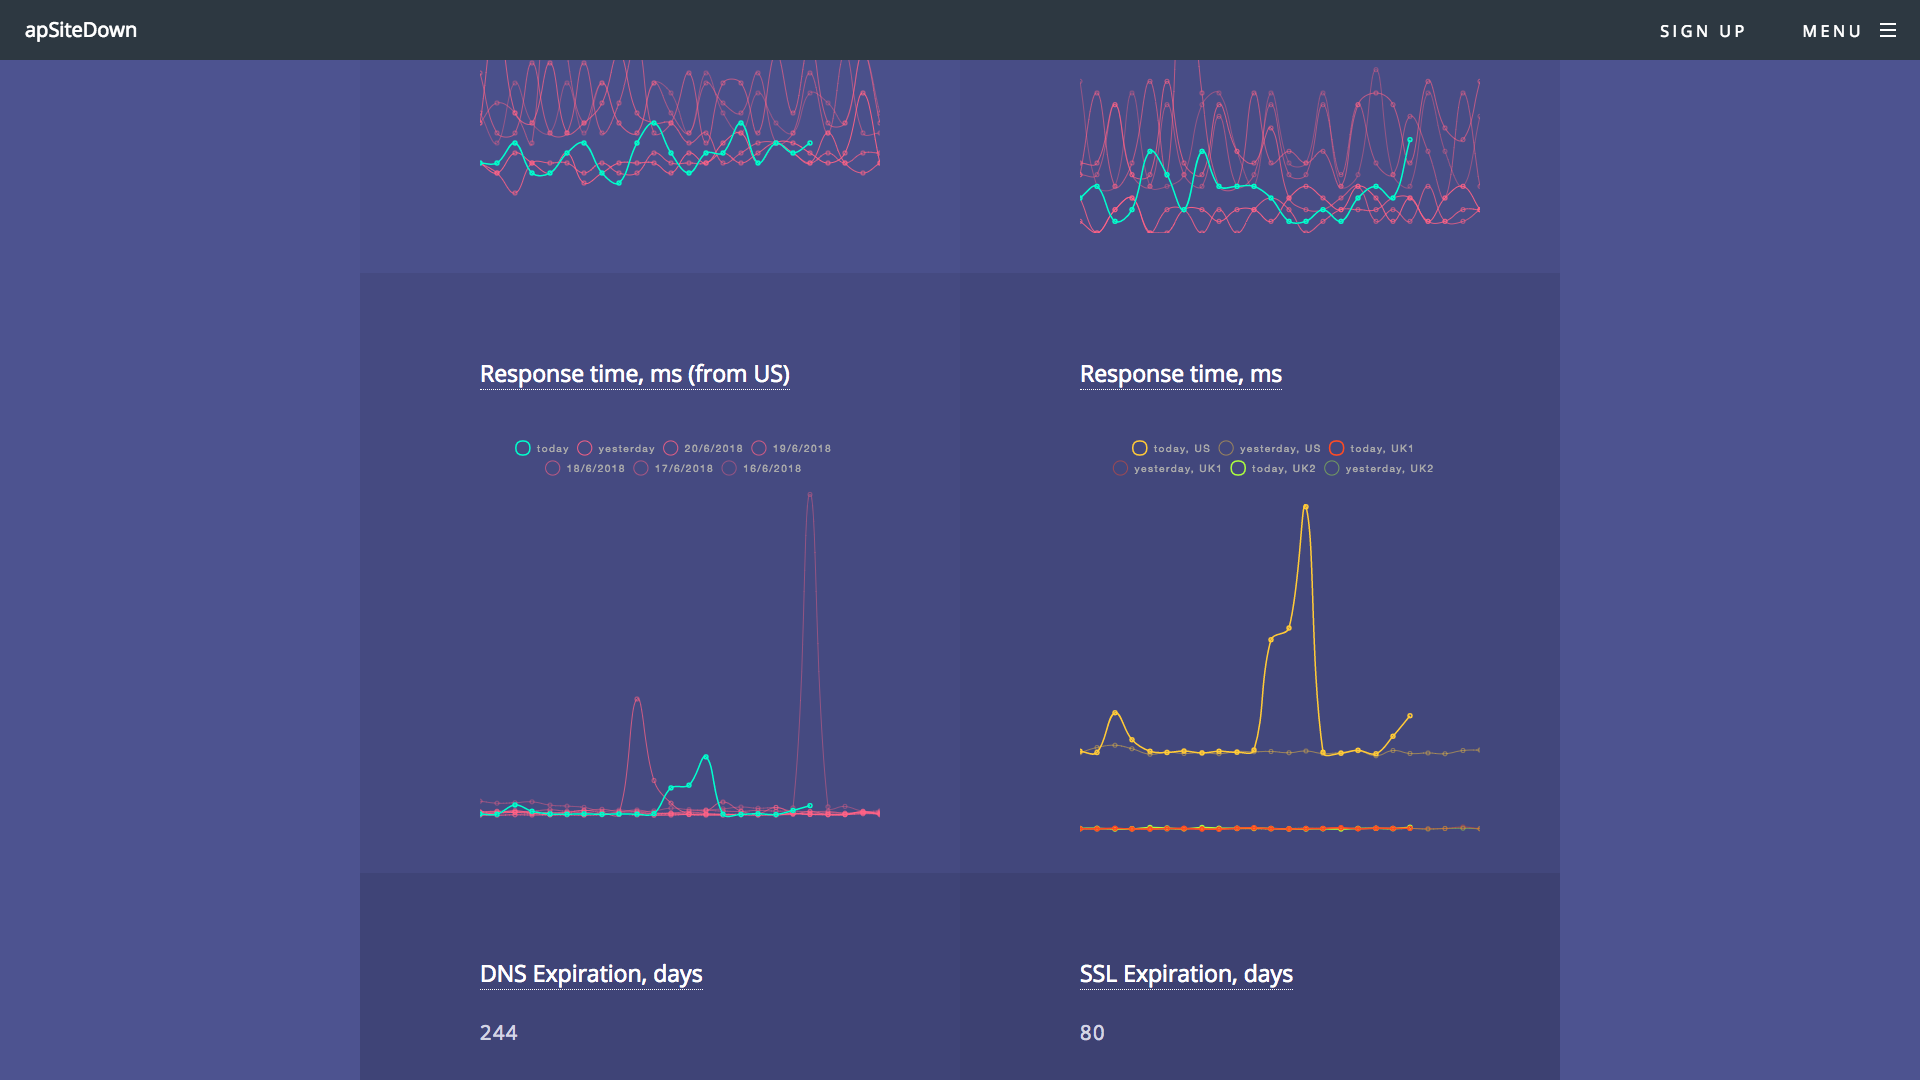 apSiteDown
SIGN UP
MENU
Response time, ms (from US)
today yesterday 20/6/2018 19/6/2018
18/6/2018 17/6/2018 16/6/2018
Response time, ms
today, US yesterday, US today, UK1
yesterday, UK1 today, UK2 yesterday, UK2
DNS Expiration, days
244
SSL Expiration, days
80